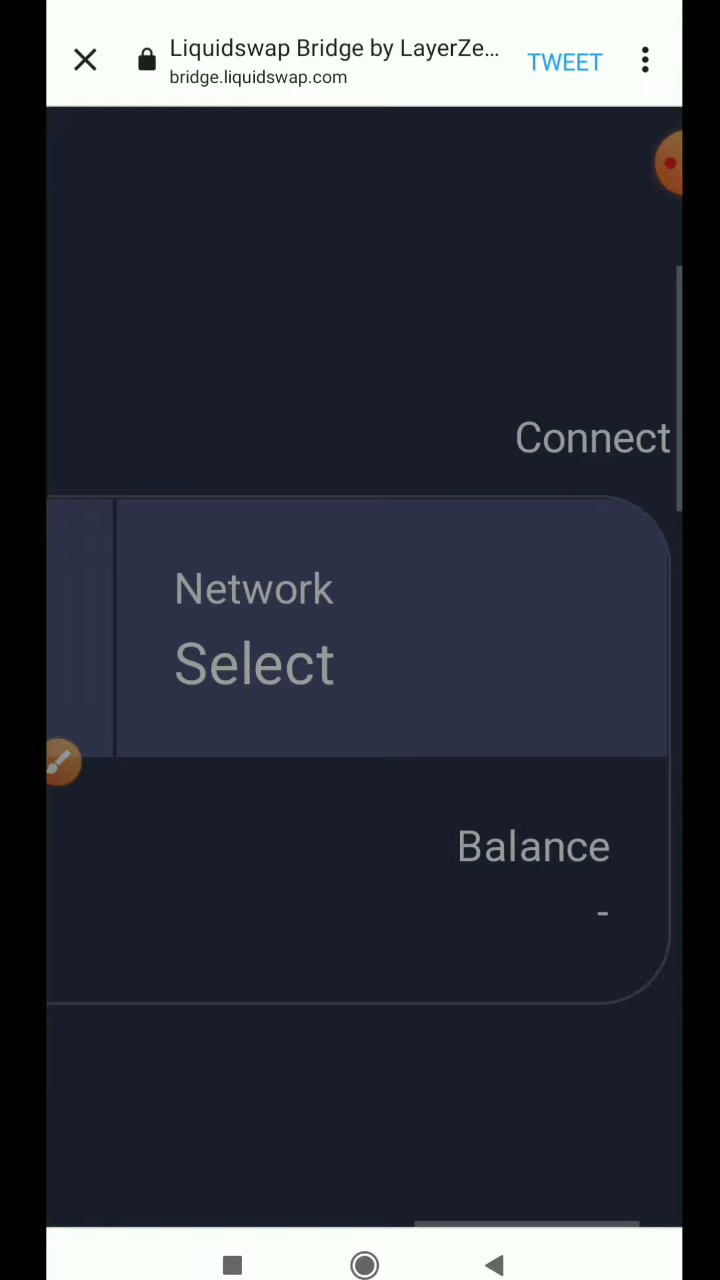 Liquidswap Bridge by LayerZe...
TWEET
bridge.liquidswap.com
Connect
Network
Select
Balance
-